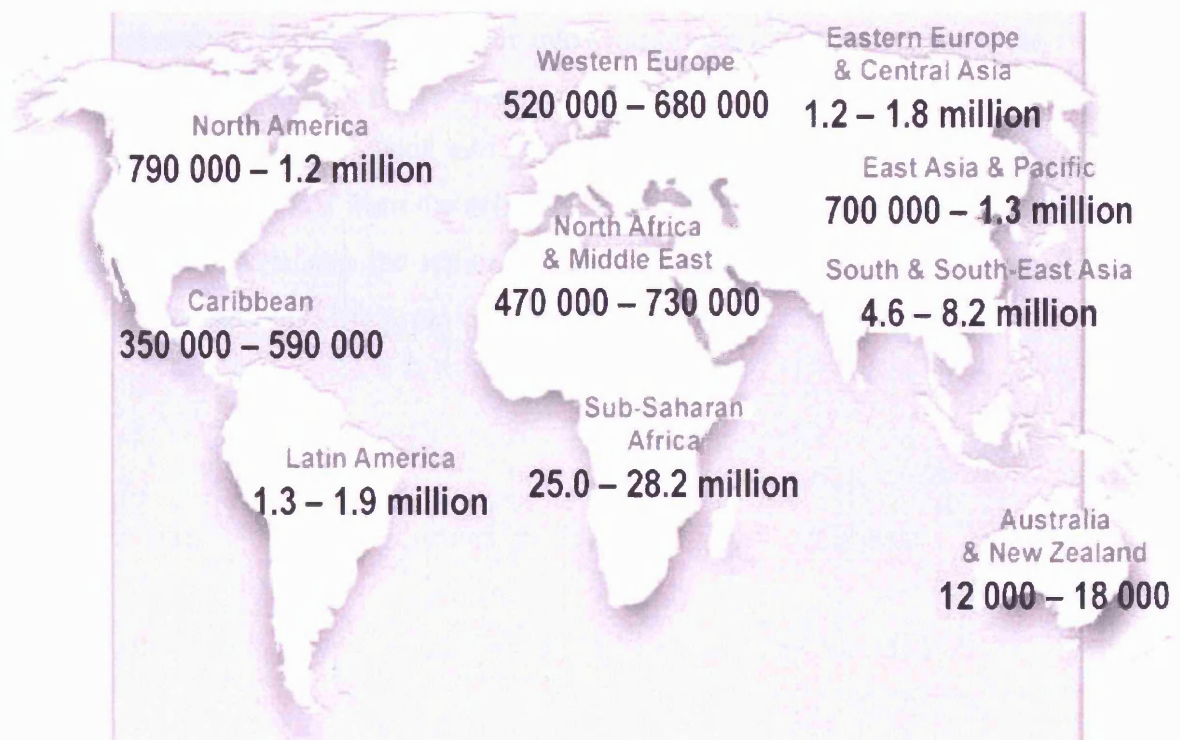 Western Europe
520 000 – 680 000
Eastern Europe
& Central Asia
1.2 – 1.8 million
North America
790 000 – 1.2 million
East Asia & Pacific
700 000 – 1.3 million
North Africa
& Middle East
470 000 – 730 000
South & South-East Asia
4.6 – 8.2 million
Caribbean
350 000 – 590 000
Sub-Saharan
Africa
25.0 – 28.2 million
Latin America
1.3 – 1.9 million
Australia
& New Zealand
12 000 – 18 000